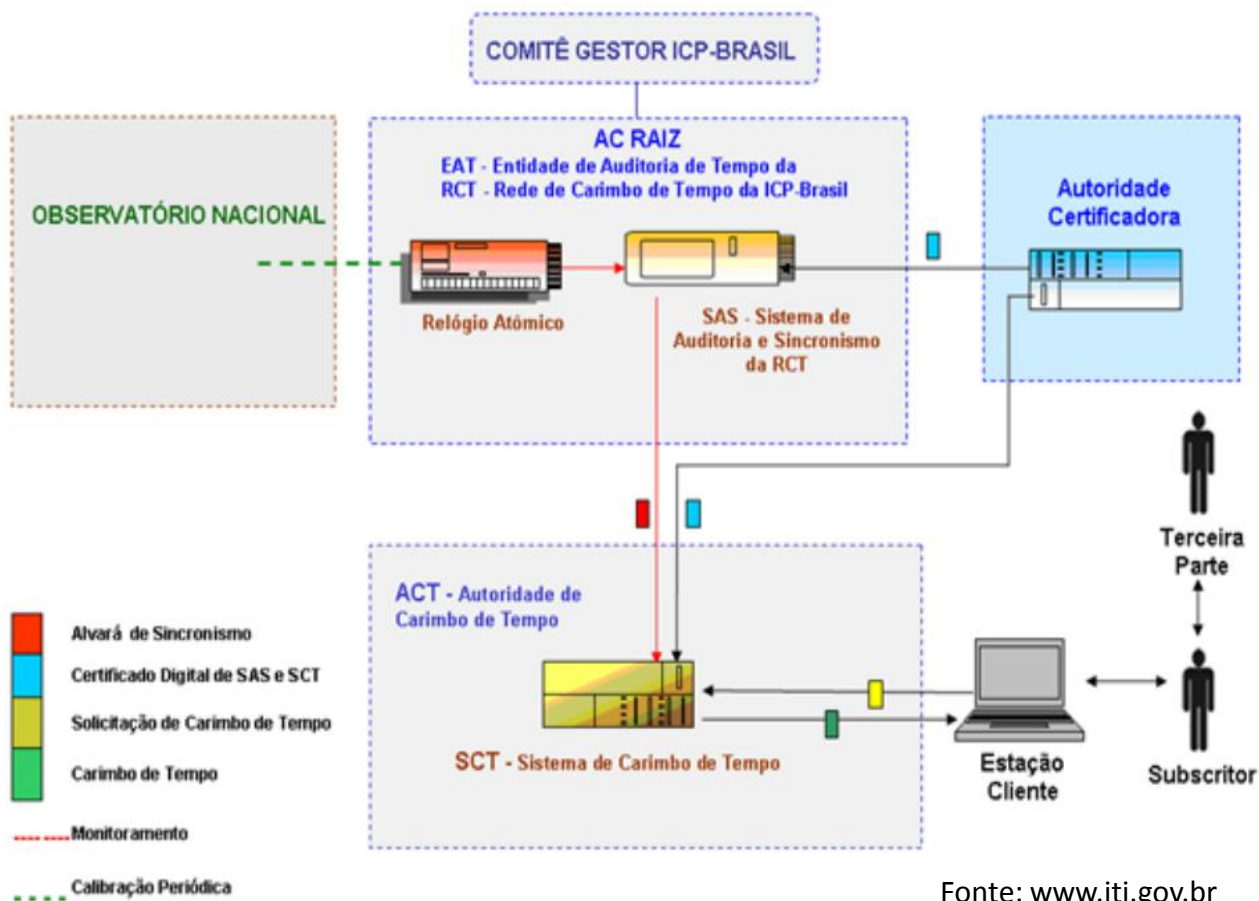 COMITÊ GESTOR ICP-BRASIL
OBSERVATÓRIO NACIONAL
AC RAIZ
EAT - Entidade de Auditoria de Tempo da
RCT - Rede de Carimbo de Tempo da ICP-Brasil
Relógio Atômico
SAS - Sistema de
Auditoria e Sincronismo
da RCT
Autoridade
Certificadora
Terceira
Parte
ACT - Autoridade de
Carimbo de Tempo
SCT - Sistema de Carimbo de Tempo
Estação
Cliente
Subscritor
Alvará de Sincronismo
Certificado Digital de SAS e SCT
Solicitação de Carimbo de Tempo
Carimbo de Tempo
Monitoramento
Calibração Periódica
Fonte: www.iti.gov.br